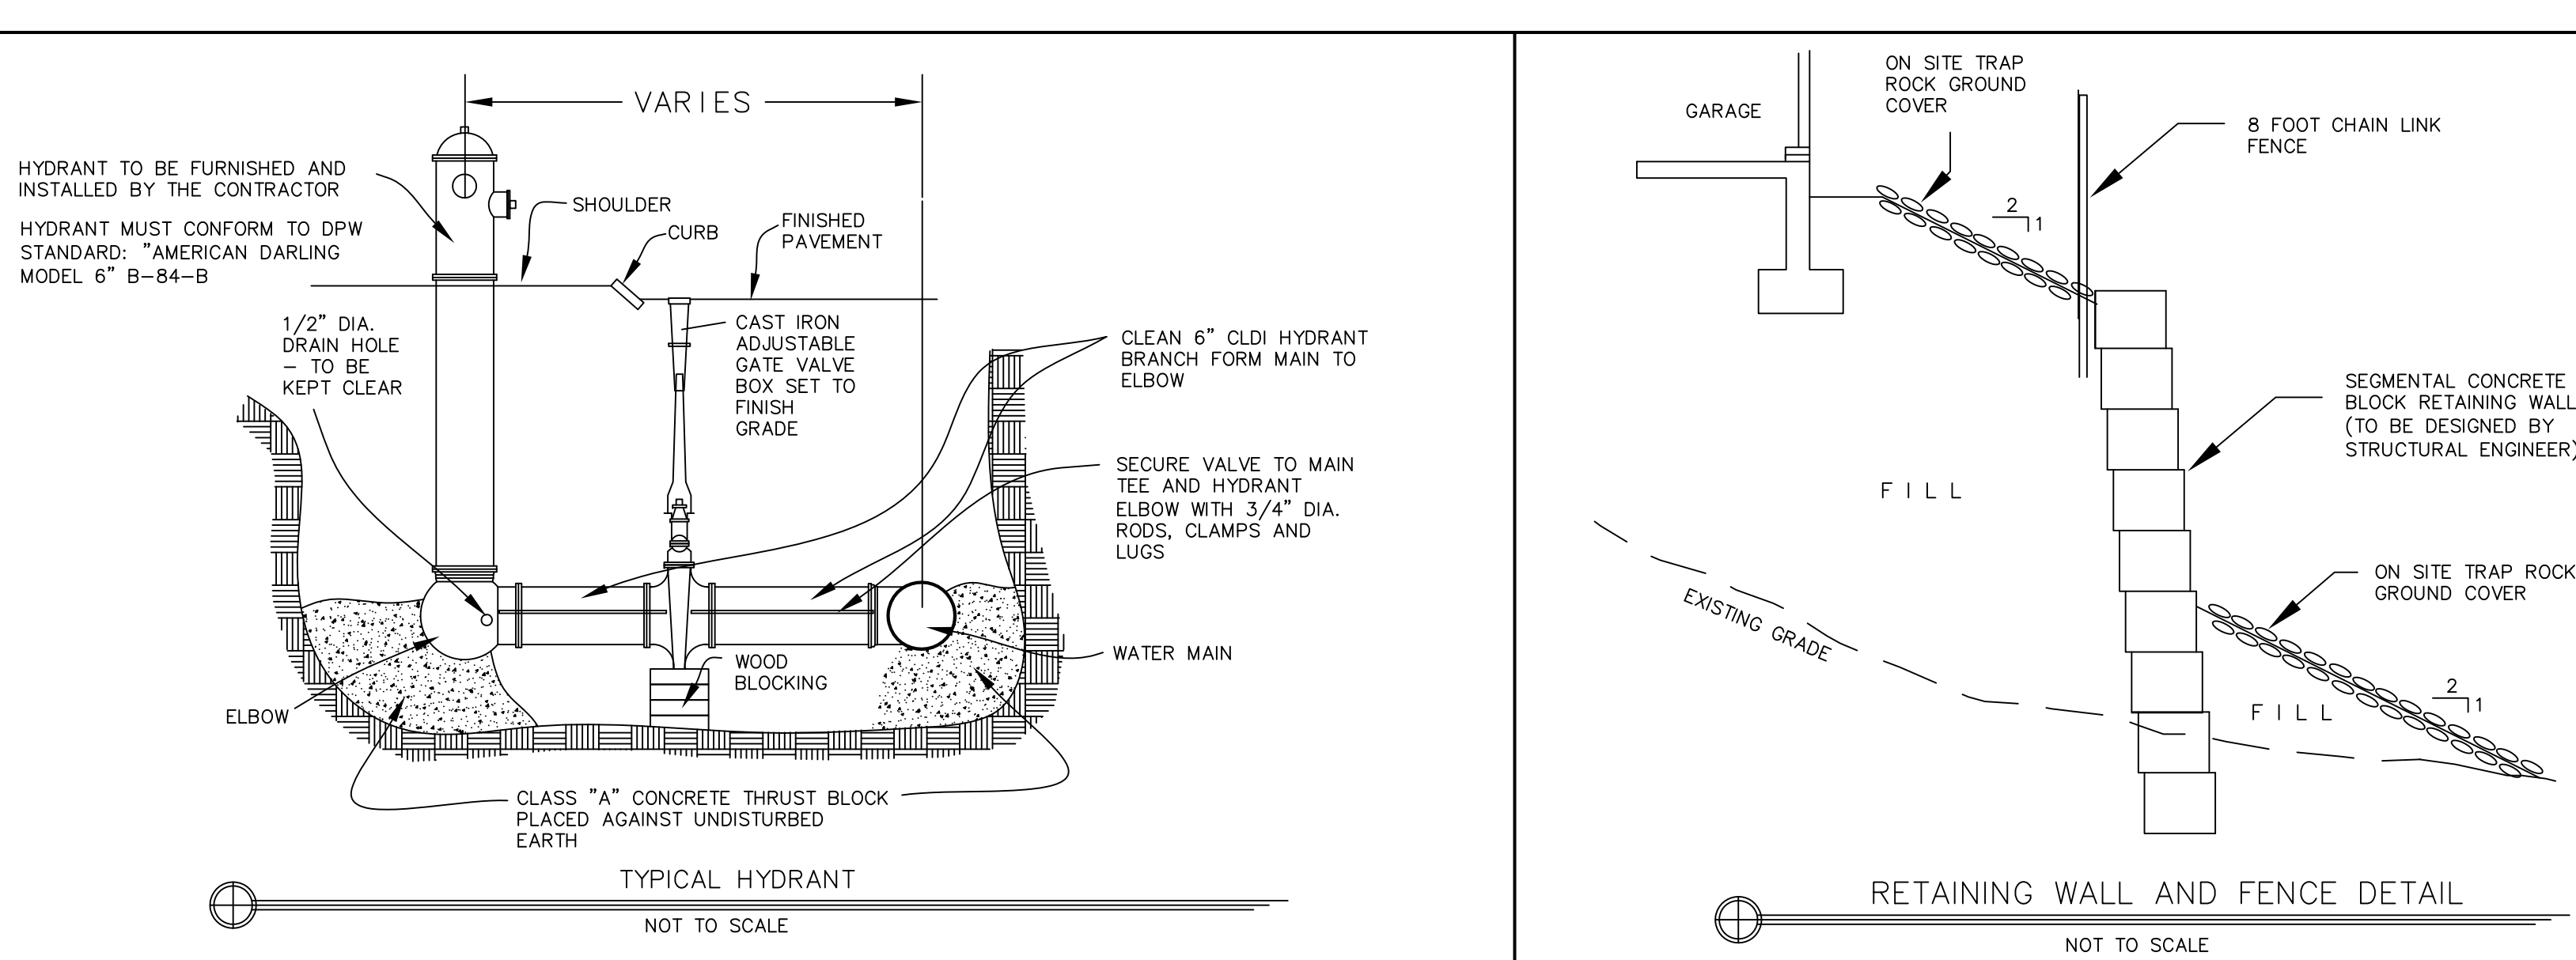 VARIES
HYDRANT TO BE FURNISHED AND
INSTALLED BY THE CONTRACTOR
HYDRANT MUST CONFORM TO DPW
STANDARD: "AMERICAN DARLING
MODEL 6" B-84-B
SHOULDER
CURB
FINISHED
PAVEMENT
1/2" DIA.
DRAIN HOLE
- TO BE
KEPT CLEAR
CAST IRON
ADJUSTABLE
GATE VALVE
BOX SET TO
FINISH
GRADE
CLEAN 6" CLDI HYDRANT
BRANCH FORM MAIN TO
ELBOW
SECURE VALVE TO MAIN
TEE AND HYDRANT
ELBOW WITH 3/4" DIA.
RODS, CLAMPS AND
LUGS
WATER MAIN
WOOD
BLOCKING
ELBOW
CLASS "A" CONCRETE THRUST BLOCK
PLACED AGAINST UNDISTURBED
EARTH
TYPICAL HYDRANT
NOT TO SCALE
GARAGE
ON SITE TRAP
ROCK GROUND
COVER
8 FOOT CHAIN LINK
FENCE
2
1
SEGMENTAL CONCRETE
BLOCK RETAINING WALL
(TO BE DESIGNED BY
STRUCTURAL ENGINEER)
FILL
EXISTING GRADE
ON SITE TRAP ROCK
GROUND COVER
2
1
FILL
RETAINING WALL AND FENCE DETAIL
NOT TO SCALE